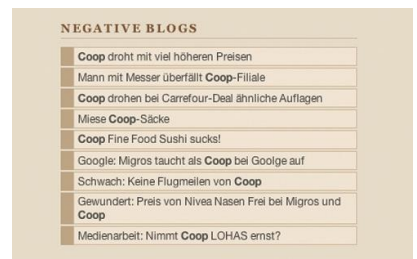 NEGATIVE BLOGS
Coop droht mit viel höheren Preisen
Mann mit Messer überfällt Coop-Filiale
Coop drohen bei Carrefour-Deal ähnliche Auflagen
Miese Coop-Säcke
Coop Fine Food Sushi sucks!
Google: Migros taucht als Coop bei Goolge auf
Schwach: Keine Flugmeilen von Coop
Gewundert: Preis von Nivea Nasen Frei bei Migros und
Coop
Medienarbeit: Nimmt Coop LOHAS ernst?